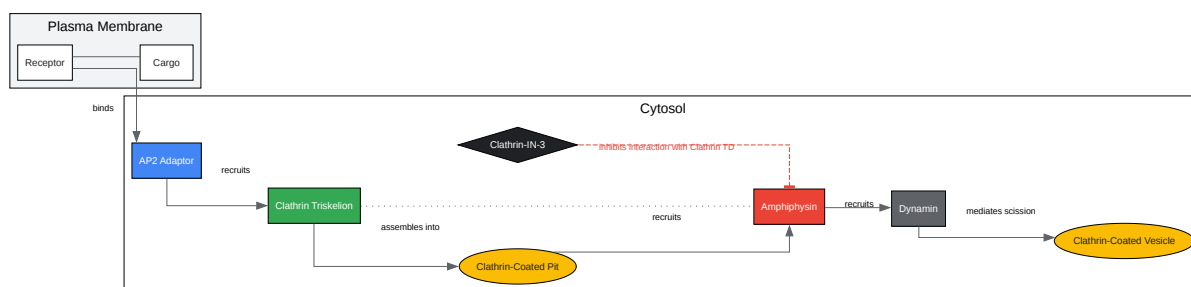 Plasma Membrane
Receptor
Cargo
binds
Cytosol
Clathrin-IN-3
inhibits interaction with Clathrin TD
AP2 Adaptor
recruits
Clathrin Triskelion
Amphiphysin
recruits
Dynamin
mediates scission
assembles into
recruits
Clathrin-Coated Vesicle
Clathrin-Coated Pit